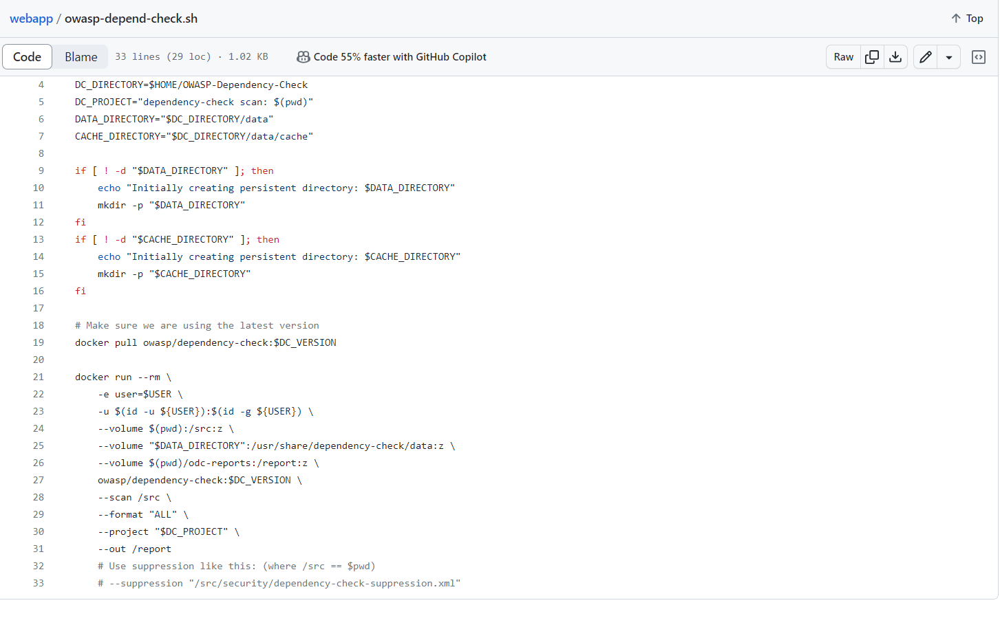 webapp / owasp-depend-check.sh
Top
Code Blame 33 lines (29 loc) · 1.02 KB Code 55% faster with GitHub Copilot Raw
4 DC_DIRECTORY=$HOME/OWASP-Dependency-Check
5 DC_PROJECT="dependency-check scan: $(pwd)"
6 DATA_DIRECTORY="$DC_DIRECTORY/data"
7 CACHE_DIRECTORY="$DC_DIRECTORY/data/cache"
8
9 if [ ! -d "$DATA_DIRECTORY" ]; then
10     echo "Initially creating persistent directory: $DATA_DIRECTORY"
11     mkdir -p "$DATA_DIRECTORY"
12 fi
13 if [ ! -d "$CACHE_DIRECTORY" ]; then
14     echo "Initially creating persistent directory: $CACHE_DIRECTORY"
15     mkdir -p "$CACHE_DIRECTORY"
16 fi
17
18 # Make sure we are using the latest version
19 docker pull owasp/dependency-check:$DC_VERSION
20
21 docker run --rm \
22     -e user=$USER \
23     -u $(id -u ${USER}):$(id -g ${USER}) \
24     --volume $(pwd):/src:z \
25     --volume "$DATA_DIRECTORY":/usr/share/dependency-check/data:z \
26     --volume $(pwd)/odc-reports:/report:z \
27     owasp/dependency-check:$DC_VERSION \
28     --scan /src \
29     --format "ALL" \
30     --project "$DC_PROJECT" \
31     --out /report
32     # Use suppression like this: (where /src == $pwd)
33     # --suppression "/src/security/dependency-check-suppression.xml"